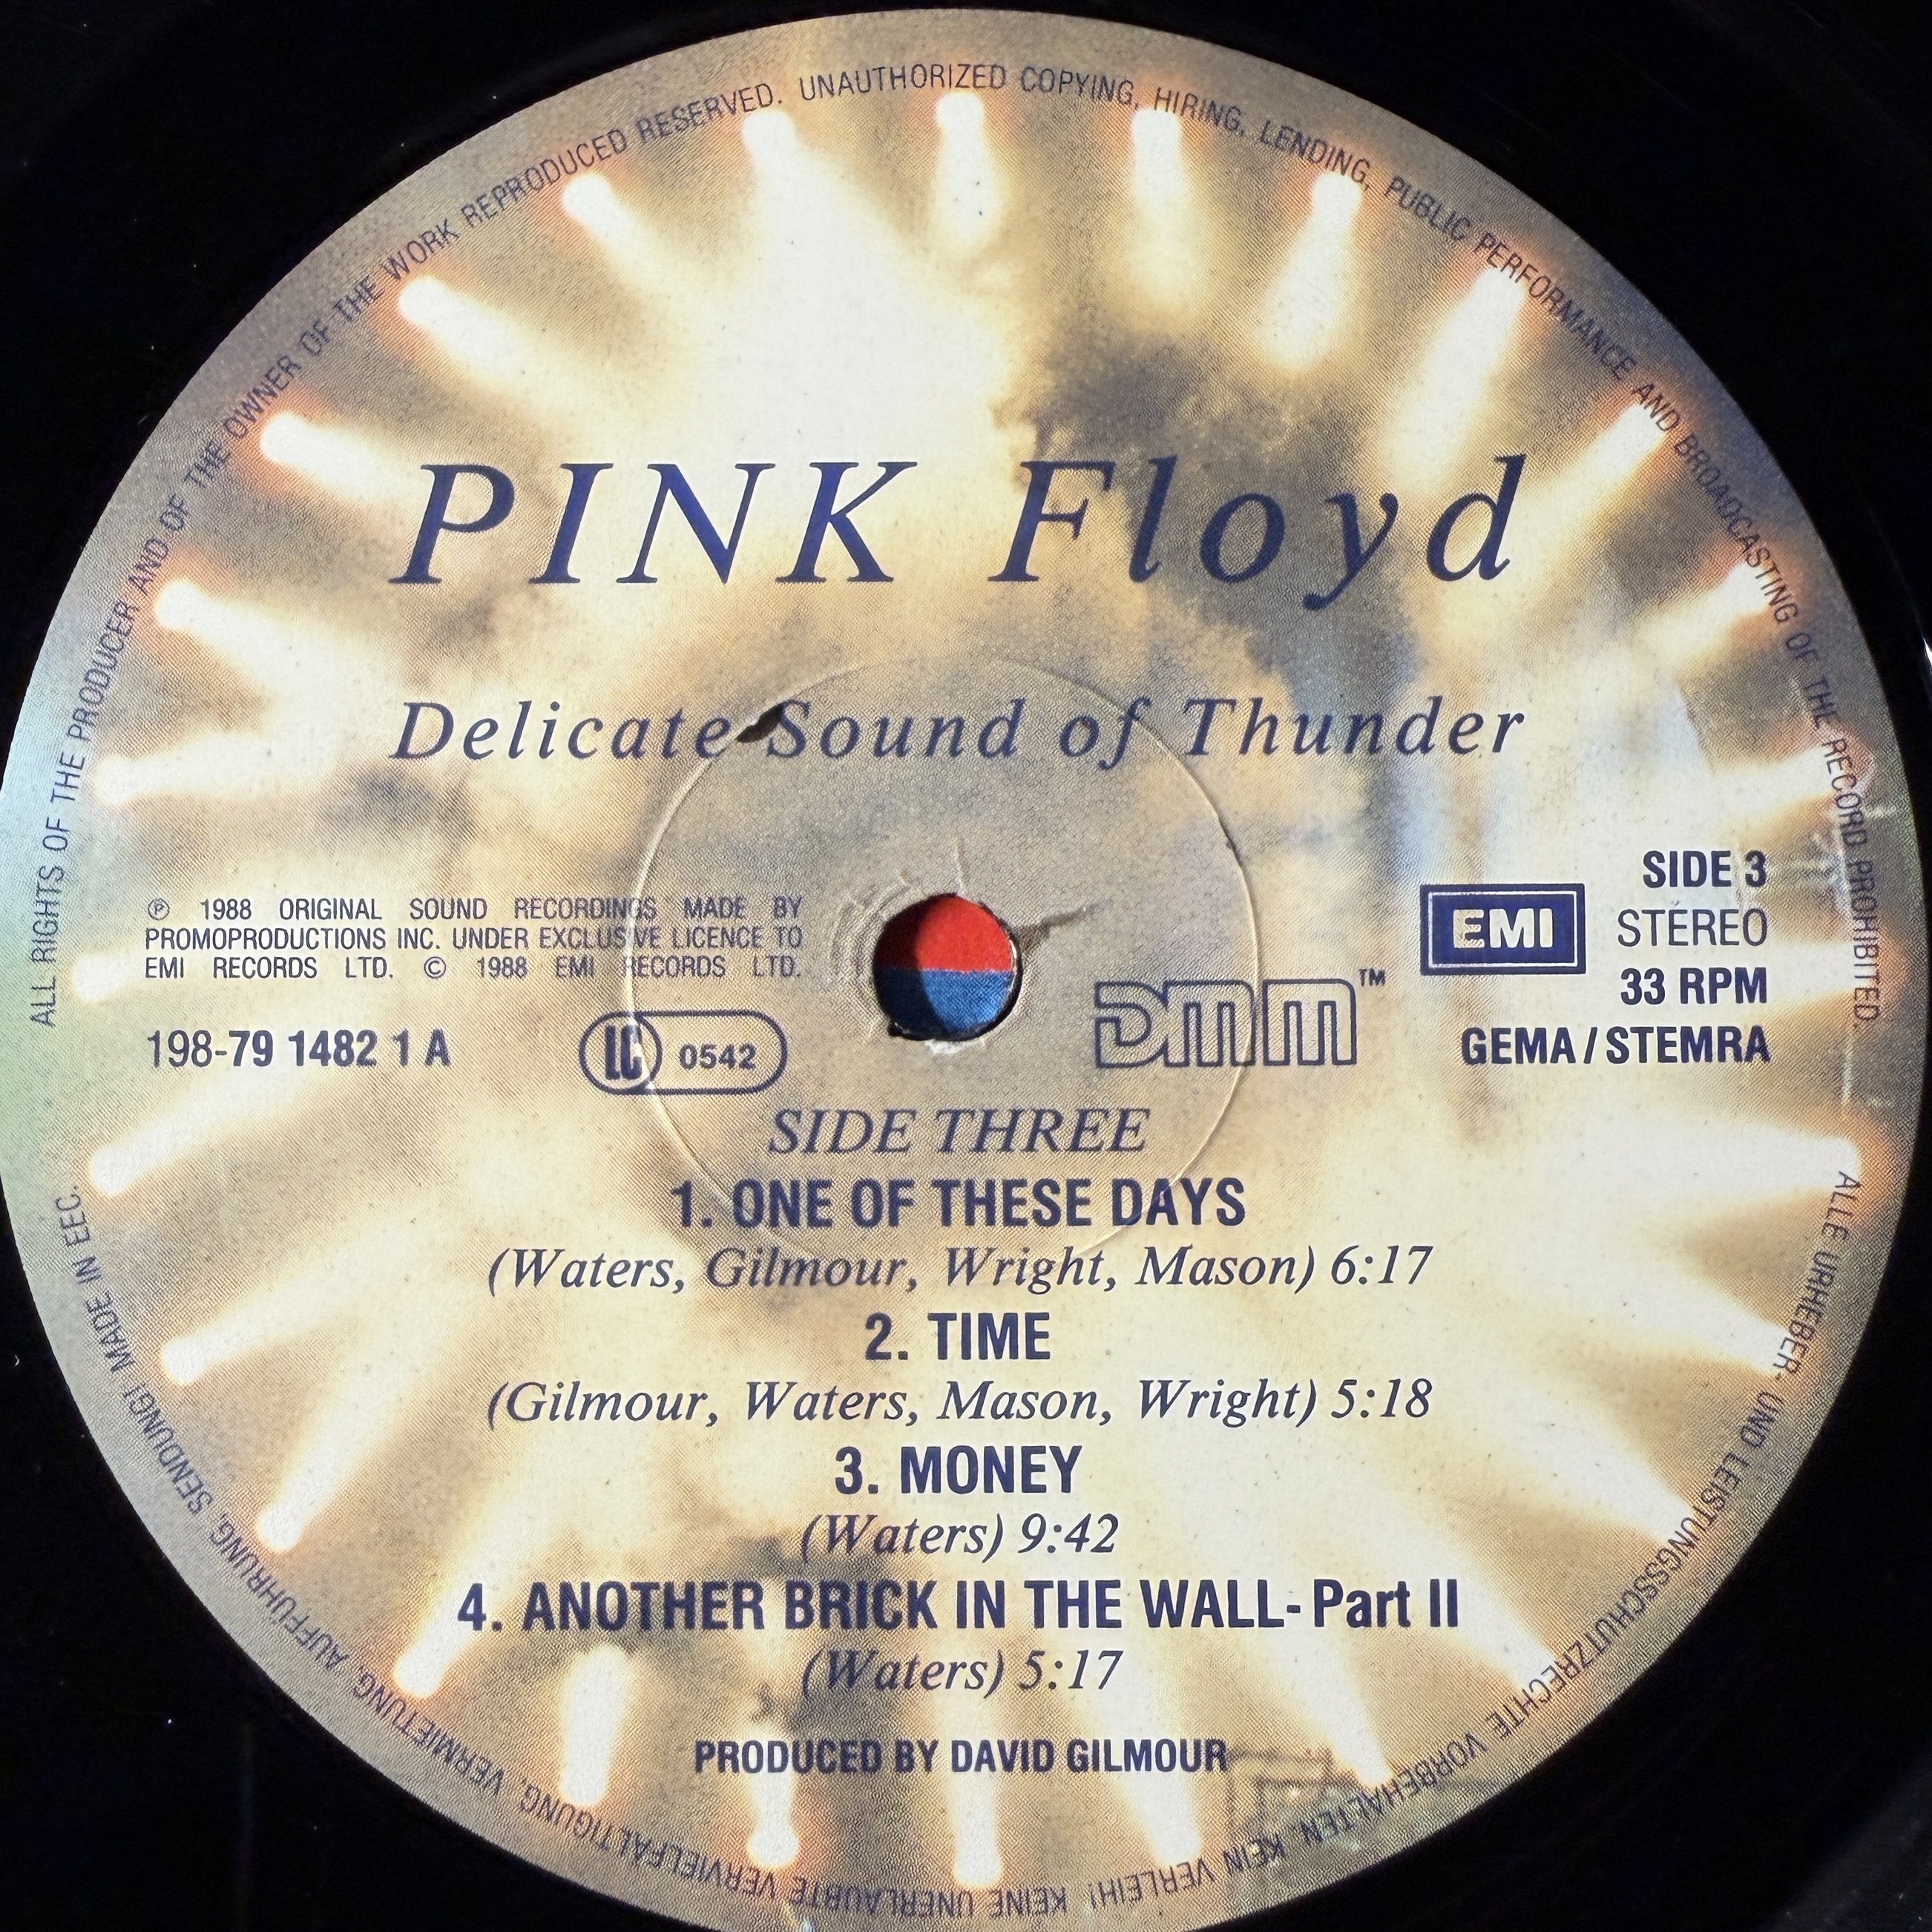 ALL RIGHTS OF THE PRODUCER AND OF THE OWNER OF THE WORK REPRODUCED RESERVED. UNAUTHORIZED COPYING, HIRING, LENDING, PUBLIC PERFORMANCE AND BROADCASTING OF THE RECORD PROHIBITED.
PINK Floyd
Delicate Sound of Thunder
℗ 1988 ORIGINAL SOUND RECORDINGS MADE BY
PROMOPRODUCTIONS INC. UNDER EXCLUSIVE LICENCE TO
EMI RECORDS LTD. © 1988 EMI RECORDS LTD.
198-79 1482 1 A
LC 0542
DMM™
EMI
SIDE 3
STEREO
33 RPM
GEMA/STEMRA
SIDE THREE
1. ONE OF THESE DAYS
(Waters, Gilmour, Wright, Mason) 6:17
2. TIME
(Gilmour, Waters, Mason, Wright) 5:18
3. MONEY
(Waters) 9:42
4. ANOTHER BRICK IN THE WALL-Part II
(Waters) 5:17
PRODUCED BY DAVID GILMOUR
ALLE URHEBER- UND LEISTUNGSSCHUTZRECHTE VORBEHALTEN. KEIN VERLEIH! KEINE UNERLAUBTE VERVIELFÄLTIGUNG, VERMIETUNG, AUFFÜHRUNG, SENDUNG! MADE IN EEC.